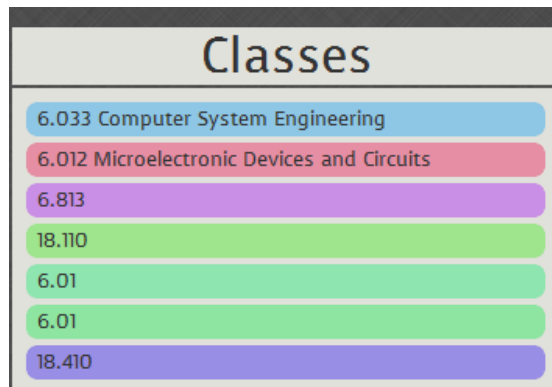 Classes
6.033 Computer System Engineering
6.012 Microelectronic Devices and Circuits
6.813
18.110
6.01
6.01
18.410